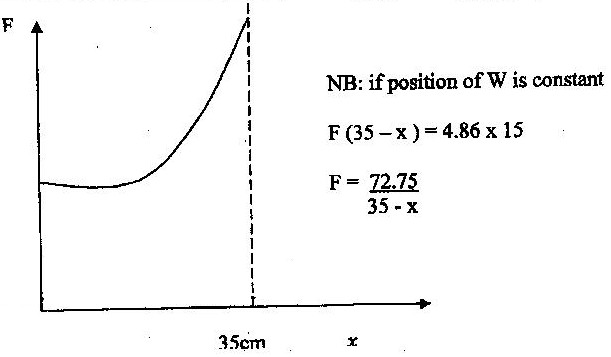 F
NB: if position of W is constant
F (35 – x ) = 4.86 x 15
F = 72.75
35 - x
35cm
x